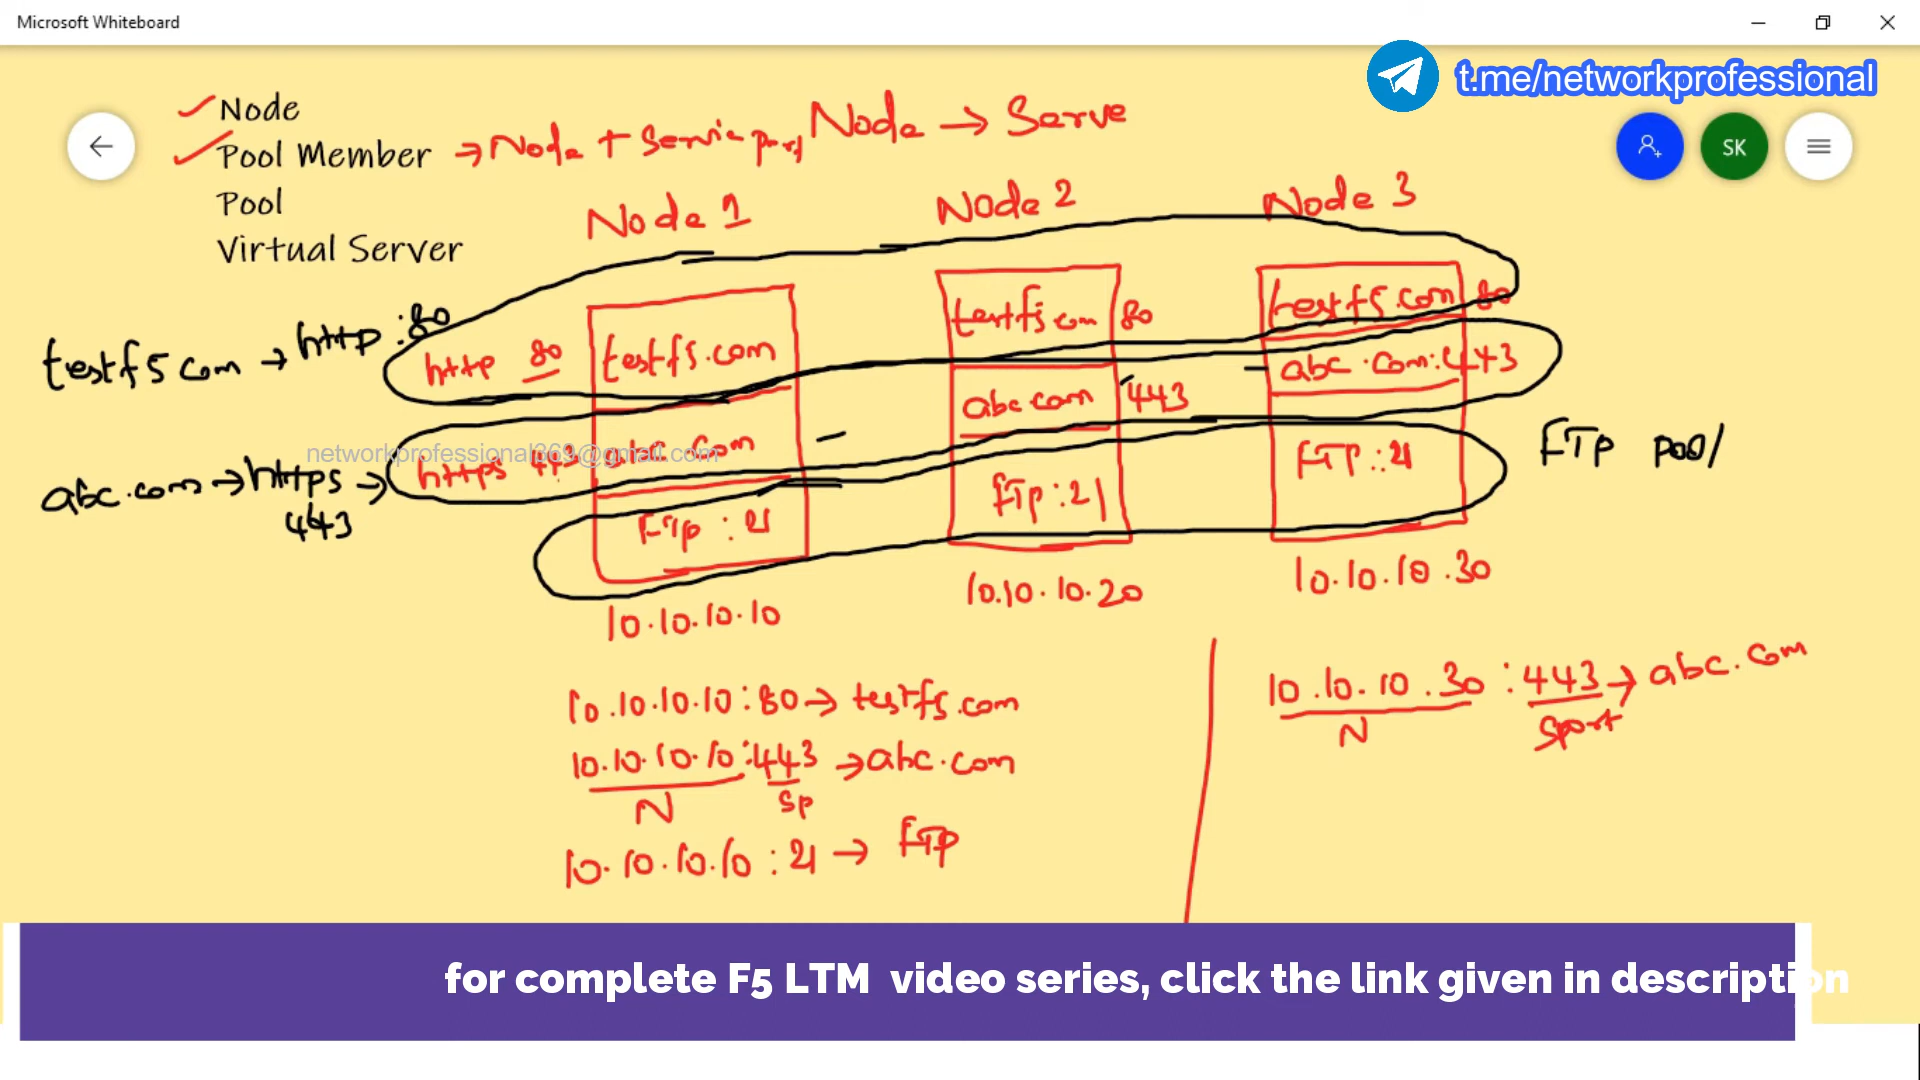 Microsoft Whiteboard
t.me/networkprofessional
Node
Pool Member → Node + Service port
Node → Serve
Pool
Virtual Server
SK
Node 1
Node 2
Node 3
testf5 com → http :80
http 80 testf5.com
testf5 com 80
testf5.com 80
abc.com → https → 443
https 443 abc.com
abc com 443
abc.com:443
networkprofessional369@gmail.com
FTP : 21
FTP :21
FTP : 21
FTP pool
10.10.10.10
10.10.10.20
10.10.10.30
10.10.10.10:80 → testf5.com
10.10.10.10:443 → abc.com
N SP
10.10.10.10:21 → FTP
10.10.10.30:443 → abc.com
N Sport
for complete F5 LTM video series, click the link given in description